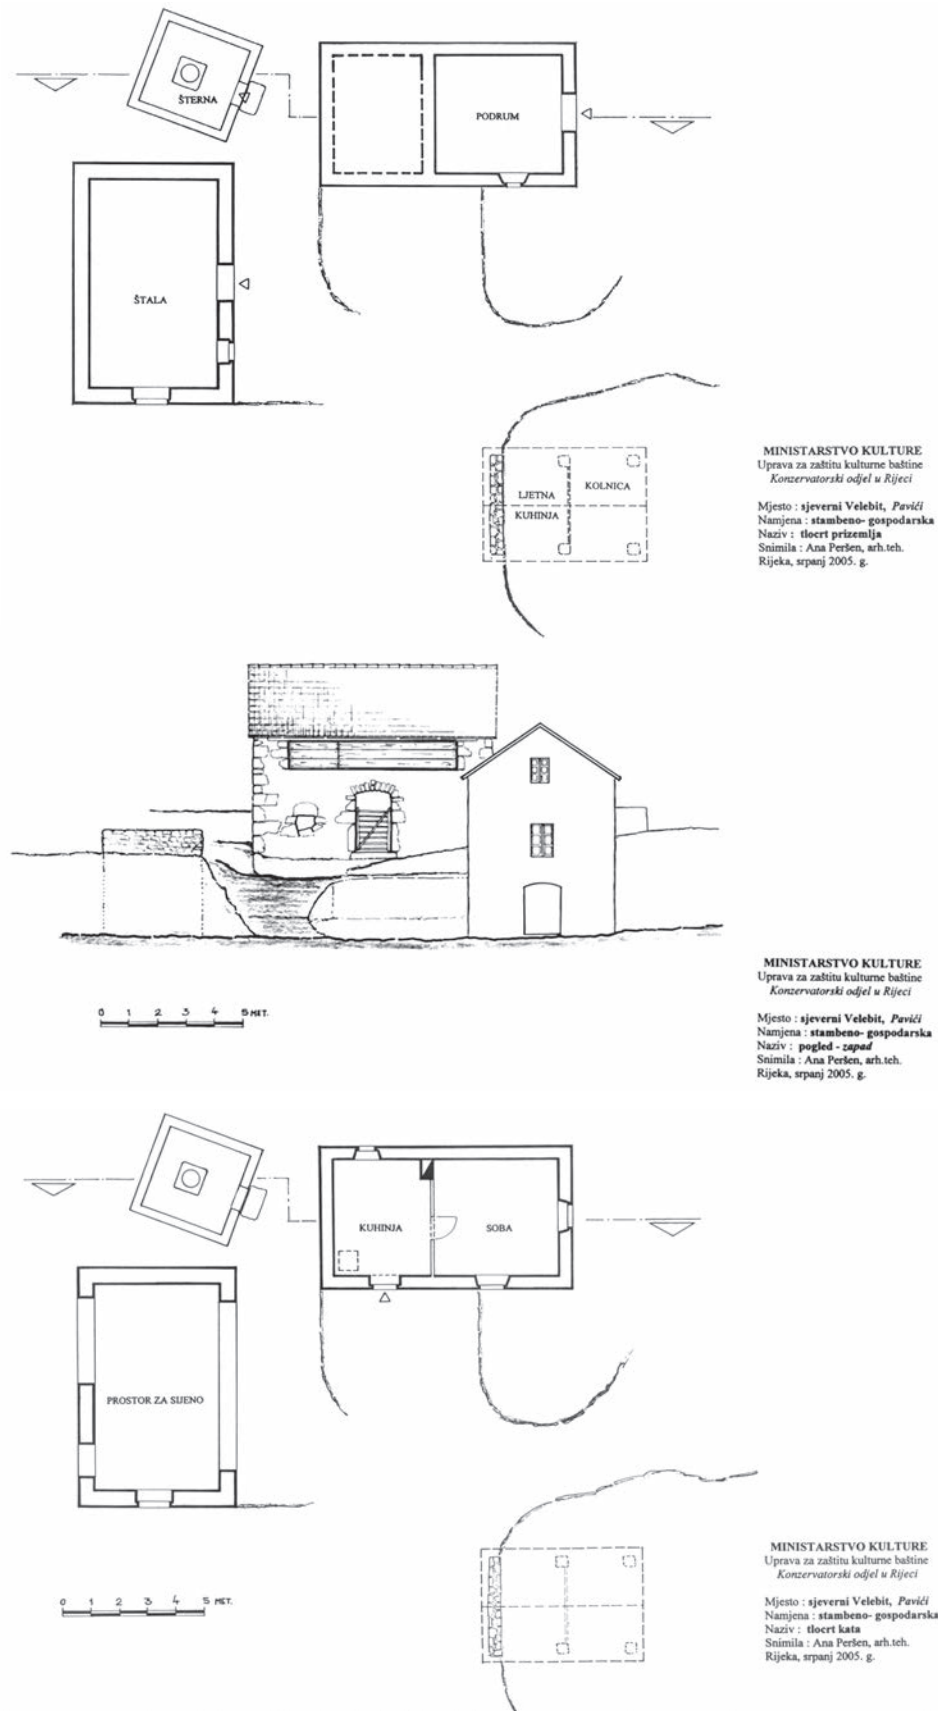 ŠTERNA
PODRUM
ŠTALA
LJETNA
KUHINJA
KOLNICA
MINISTARSTVO KULTURE
Uprava za zaštitu kulturne baštine
Konzervatorski odjel u Rijeci
Mjesto : sjeverni Velebit, Pavići
Namjena : stambeno- gospodarska
Naziv : tlocrt prizemlja
Snimila : Ana Peršen, arh.teh.
Rijeka, srpanj 2005. g.
0 1 2 3 4 5 MET.
MINISTARSTVO KULTURE
Uprava za zaštitu kulturne baštine
Konzervatorski odjel u Rijeci
Mjesto : sjeverni Velebit, Pavići
Namjena : stambeno- gospodarska
Naziv : pogled - zapad
Snimila : Ana Peršen, arh.teh.
Rijeka, srpanj 2005. g.
KUHINJA
SOBA
PROSTOR ZA SIJENO
0 1 2 3 4 5 MET.
MINISTARSTVO KULTURE
Uprava za zaštitu kulturne baštine
Konzervatorski odjel u Rijeci
Mjesto : sjeverni Velebit, Pavići
Namjena : stambeno- gospodarska
Naziv : tlocrt kata
Snimila : Ana Peršen, arh.teh.
Rijeka, srpanj 2005. g.